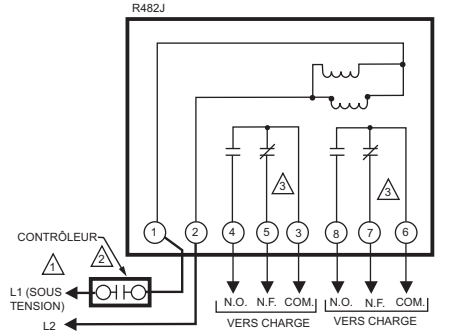 R482J
3
3
1
2
4
5
3
8
7
6
CONTRÔLEUR
1
2
L1 (SOUS
TENSION)
L2
N.O.
N.F.
COM.
N.O.
N.F.
COM.
VERS CHARGE
VERS CHARGE